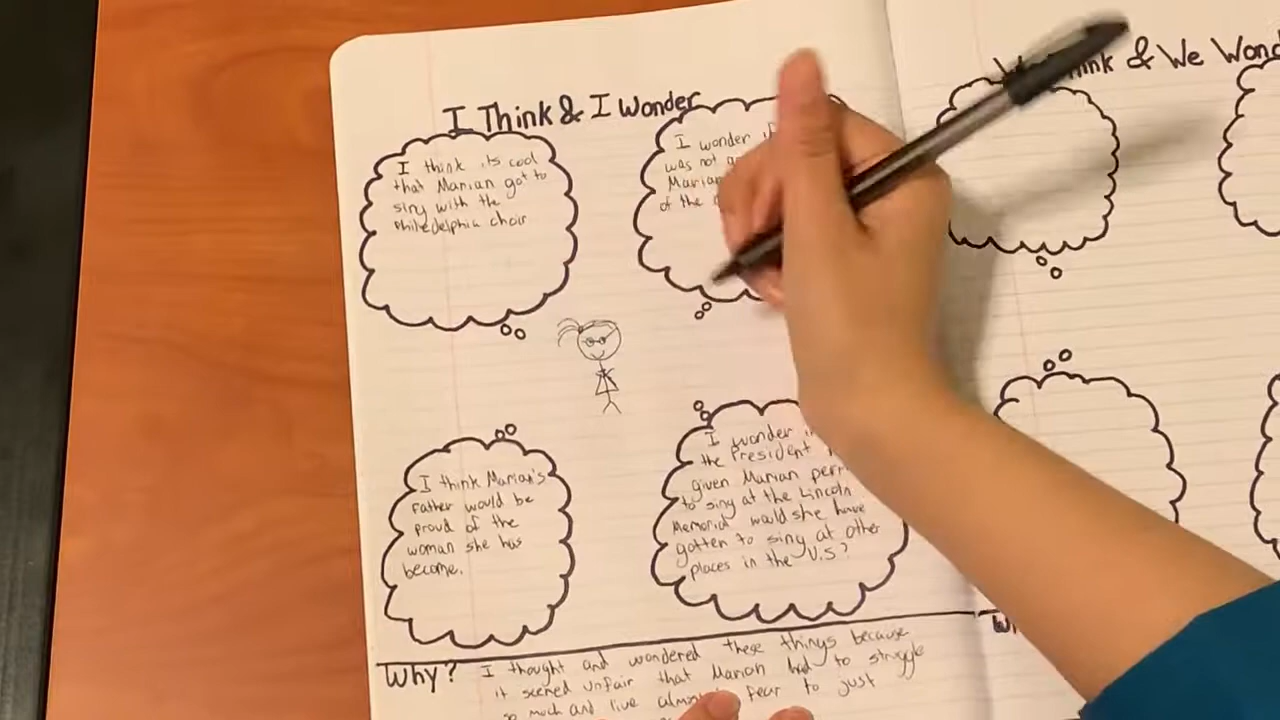 I Think & I Wonder
I think its cool
that Marian got to
sing with the
Philedelphia choir
I wonder
was not
Marian
of the
I think Marian's
Father would be
proud of the
woman she has
become.
I wonder
the President
given Marian
to sing at the Lincoln
Memorial would she have
gotten to sing at other
places in the U.S?
Why? I thought and wondered these things because
it seemed unfair that Marian had to struggle
so much and live almost fear to just
& We